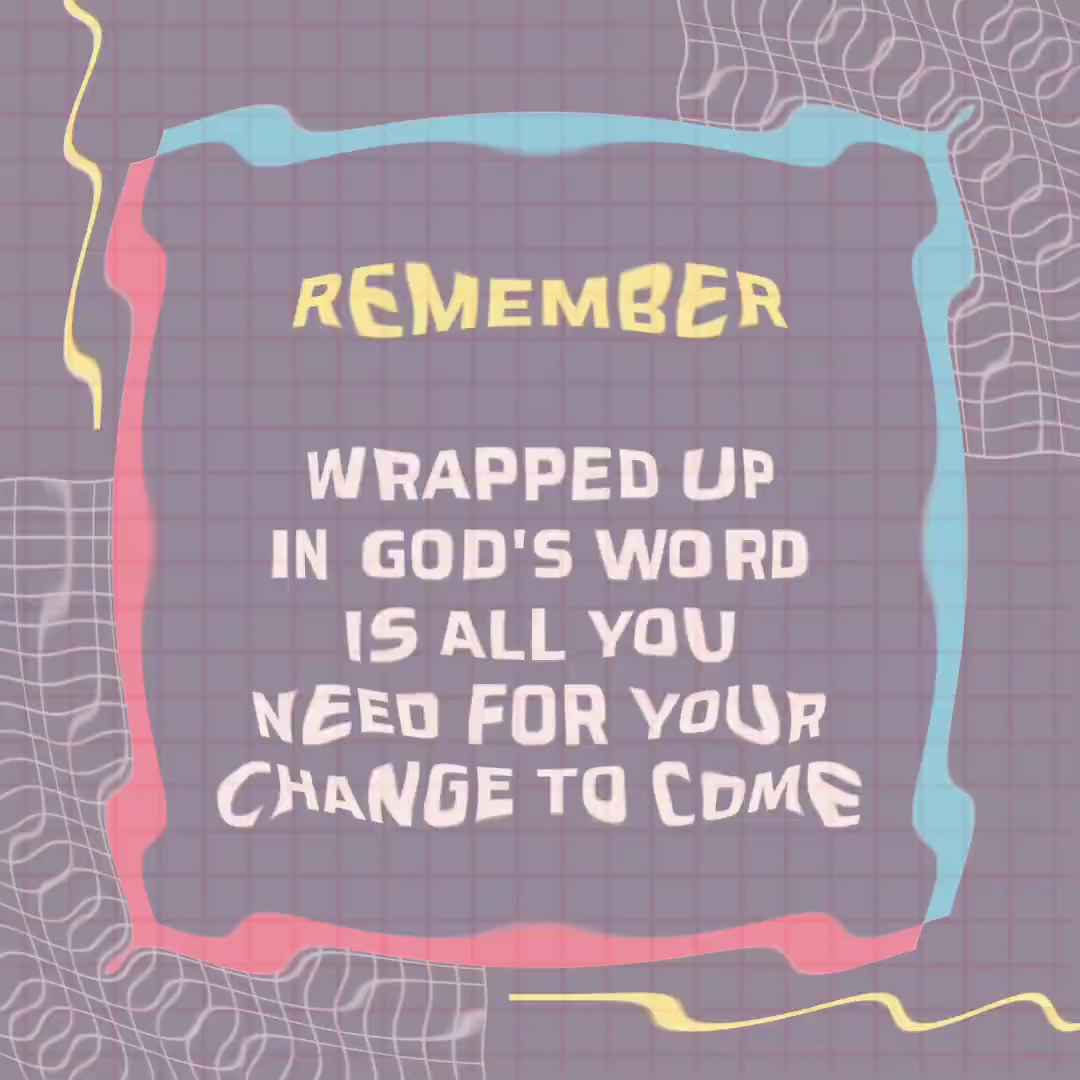 REMEMBER
WRAPPED UP
IN GOD'S WORD
IS ALL YOU
NEED FOR YOUR
CHANGE TO COME